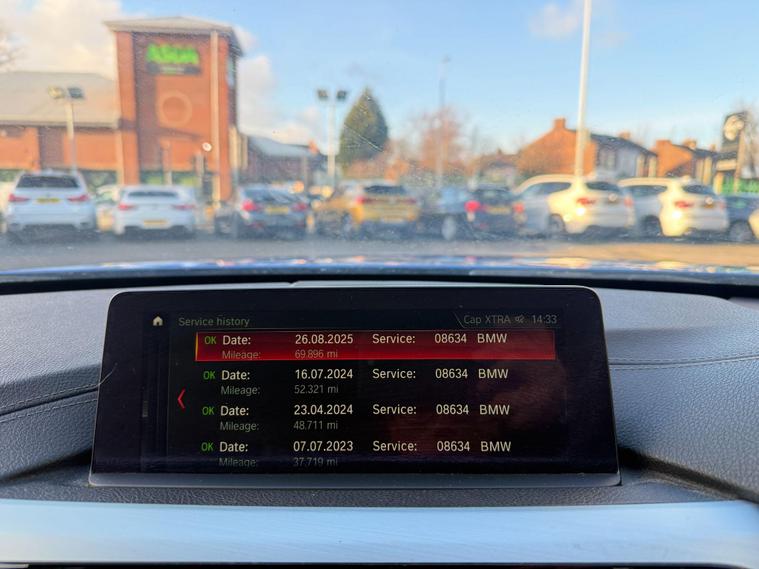 ASDA
Service history
Cap XTRA 14:33
OK Date: 26.08.2025 Service: 08634 BMW
Mileage: 69.896 mi
OK Date: 16.07.2024 Service: 08634 BMW
Mileage: 52.321 mi
OK Date: 23.04.2024 Service: 08634 BMW
Mileage: 48.711 mi
OK Date: 07.07.2023 Service: 08634 BMW
Mileage: 37.719 mi